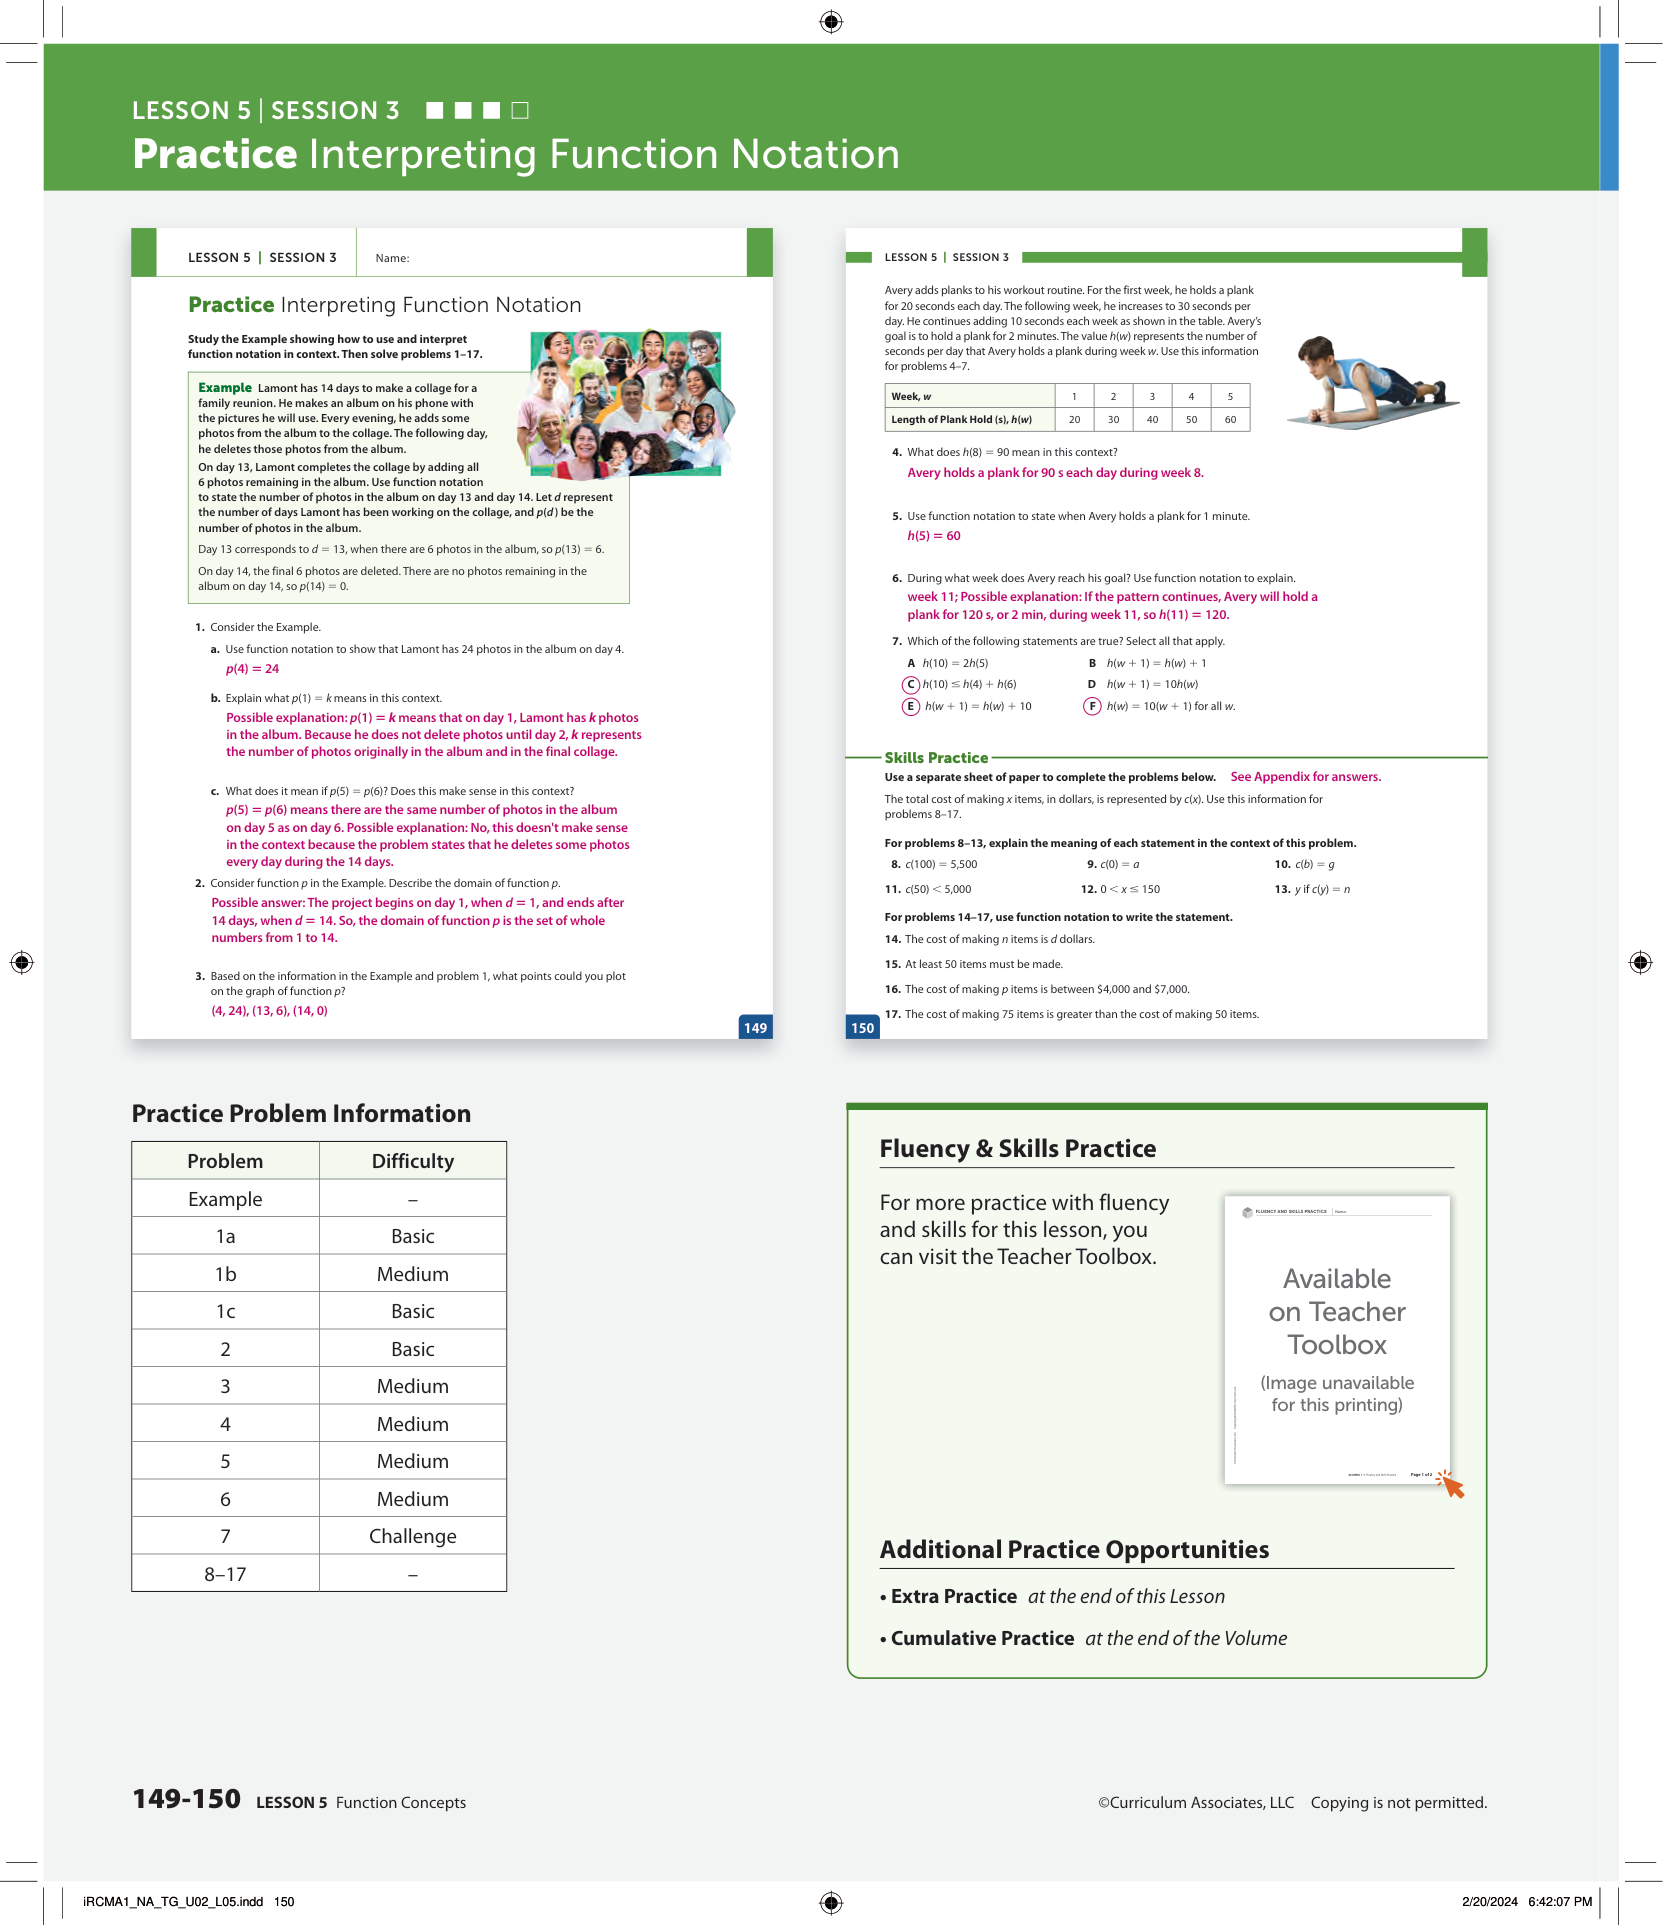 LESSON 5 | SESSION 3
Practice Interpreting Function Notation
LESSON 5 | SESSION 3
Name:
Practice Interpreting Function Notation
Study the Example showing how to use and interpret
function notation in context. Then solve problems 1–17.
Example Lamont has 14 days to make a collage for a
family reunion. He makes an album on his phone with
the pictures he will use. Every evening, he adds some
photos from the album to the collage. The following day,
he deletes those photos from the album.
On day 13, Lamont completes the collage by adding all
6 photos remaining in the album. Use function notation
to state the number of photos in the album on day 13 and day 14. Let d represent
the number of days Lamont has been working on the collage, and p(d) be the
number of photos in the album.
Day 13 corresponds to d = 13, when there are 6 photos in the album, so p(13) = 6.
On day 14, the final 6 photos are deleted. There are no photos remaining in the
album on day 14, so p(14) = 0.
1. Consider the Example.
a. Use function notation to show that Lamont has 24 photos in the album on day 4.
p(4) = 24
b. Explain what p(1) = k means in this context.
Possible explanation: p(1) = k means that on day 1, Lamont has k photos
in the album. Because he does not delete photos until day 2, k represents
the number of photos originally in the album and in the final collage.
c. What does it mean if p(5) = p(6)? Does this make sense in this context?
p(5) = p(6) means there are the same number of photos in the album
on day 5 as on day 6. Possible explanation: No, this doesn't make sense
in the context because the problem states that he deletes some photos
every day during the 14 days.
2. Consider function p in the Example. Describe the domain of function p.
Possible answer: The project begins on day 1, when d = 1, and ends after
14 days, when d = 14. So, the domain of function p is the set of whole
numbers from 1 to 14.
3. Based on the information in the Example and problem 1, what points could you plot
on the graph of function p?
(4, 24), (13, 6), (14, 0)
149
LESSON 5 | SESSION 3
Avery adds planks to his workout routine. For the first week, he holds a plank
for 20 seconds each day. The following week, he increases to 30 seconds per
day. He continues adding 10 seconds each week as shown in the table. Avery's
goal is to hold a plank for 2 minutes. The value h(w) represents the number of
seconds per day that Avery holds a plank during week w. Use this information
for problems 4–7.
Week, w 1 2 3 4 5
Length of Plank Hold (s), h(w) 20 30 40 50 60
4. What does h(8) = 90 mean in this context?
Avery holds a plank for 90 s each day during week 8.
5. Use function notation to state when Avery holds a plank for 1 minute.
h(5) = 60
6. During what week does Avery reach his goal? Use function notation to explain.
week 11; Possible explanation: If the pattern continues, Avery will hold a
plank for 120 s, or 2 min, during week 11, so h(11) = 120.
7. Which of the following statements are true? Select all that apply.
A h(10) = 2h(5) B h(w + 1) = h(w) + 1
C h(10) ≤ h(4) + h(6) D h(w + 1) = 10h(w)
E h(w + 1) = h(w) + 10 F h(w) = 10(w + 1) for all w.
Skills Practice
Use a separate sheet of paper to complete the problems below. See Appendix for answers.
The total cost of making x items, in dollars, is represented by c(x). Use this information for
problems 8–17.
For problems 8–13, explain the meaning of each statement in the context of this problem.
8. c(100) = 5,500 9. c(0) = a 10. c(b) = g
11. c(50) < 5,000 12. 0 < x ≤ 150 13. y if c(y) = n
For problems 14–17, use function notation to write the statement.
14. The cost of making n items is d dollars.
15. At least 50 items must be made.
16. The cost of making p items is between $4,000 and $7,000.
17. The cost of making 75 items is greater than the cost of making 50 items.
150
Practice Problem Information
Problem Difficulty
Example –
1a Basic
1b Medium
1c Basic
2 Basic
3 Medium
4 Medium
5 Medium
6 Medium
7 Challenge
8–17 –
Fluency & Skills Practice
For more practice with fluency
and skills for this lesson, you
can visit the Teacher Toolbox.
FLUENCY AND SKILLS PRACTICE | Name:
Available
on Teacher
Toolbox
(Image unavailable
for this printing)
Page 1 of 2
Additional Practice Opportunities
• Extra Practice at the end of this Lesson
• Cumulative Practice at the end of the Volume
149-150 LESSON 5 Function Concepts
©Curriculum Associates, LLC Copying is not permitted.
iRCMA1_NA_TG_U02_L05.indd 150
2/20/2024 6:42:07 PM